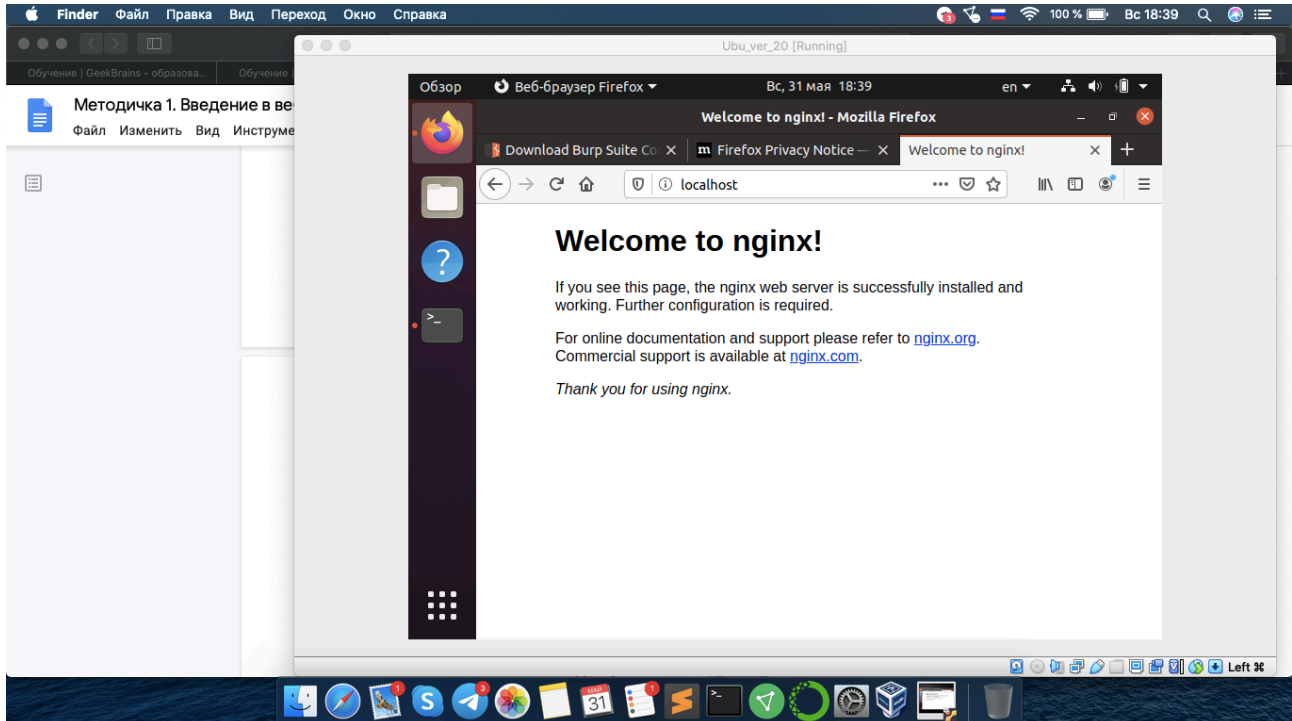 Finder Файл Правка Вид Переход Окно Справка 100 % Вс 18:39
Ubu_ver_20 [Running]
Обучение | GeekBrains - образова... Обучение |
Методичка 1. Введение в ве
Файл Изменить Вид Инструме
Обзор Веб-браузер Firefox Вс, 31 мая 18:39 en
Welcome to nginx! - Mozilla Firefox
Download Burp Suite Co Firefox Privacy Notice — Welcome to nginx!
localhost
Welcome to nginx!
If you see this page, the nginx web server is successfully installed and
working. Further configuration is required.
For online documentation and support please refer to nginx.org.
Commercial support is available at nginx.com.
Thank you for using nginx.
Left ⌘
МАЯ
31